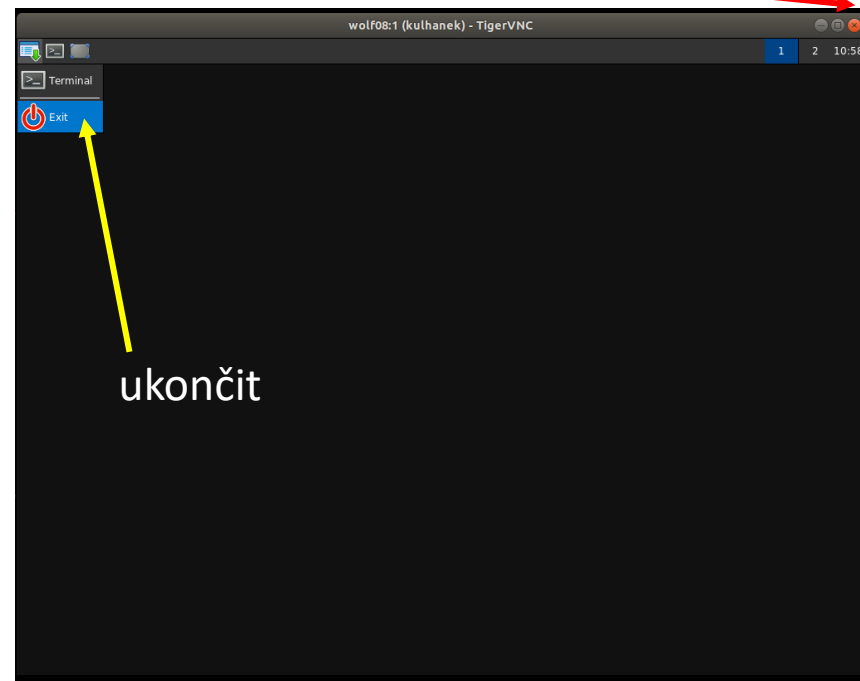 wolf08:1 (kulhanek) - TigerVNC
1 2 10:58
Terminal
Exit
ukončit